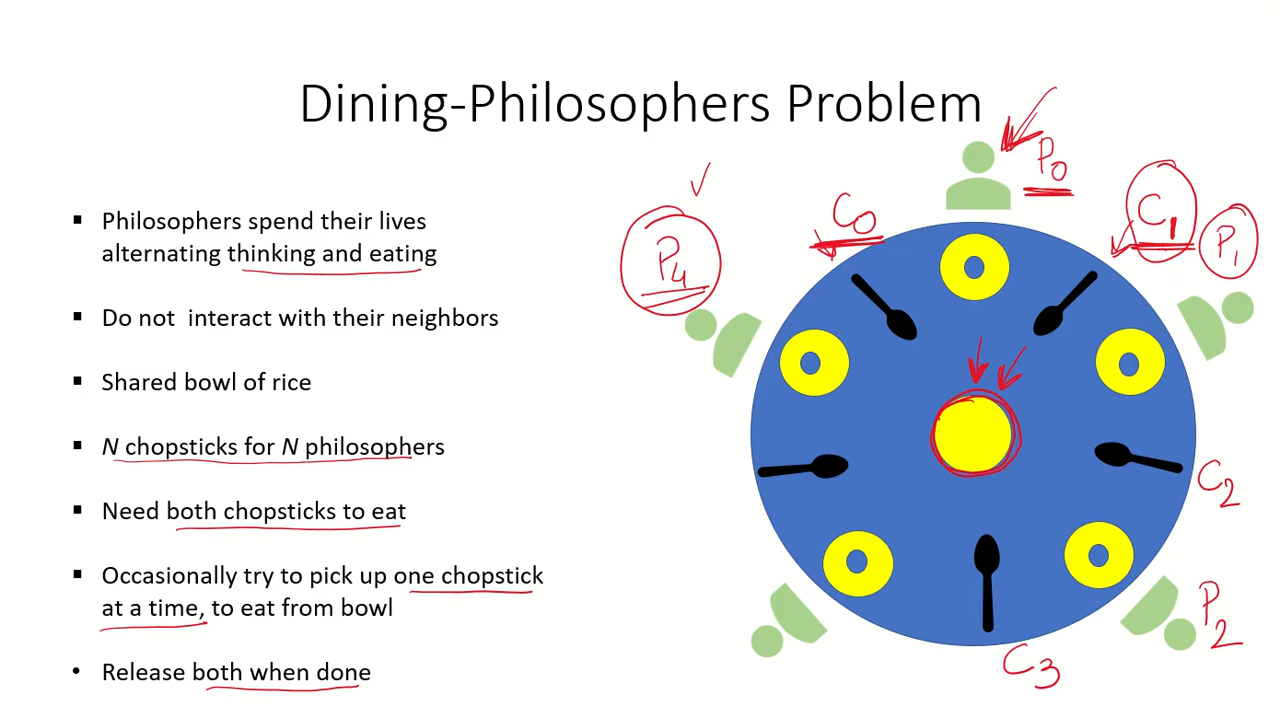 Dining-Philosophers Problem
▪ Philosophers spend their lives
alternating thinking and eating
▪ Do not interact with their neighbors
▪ Shared bowl of rice
▪ N chopsticks for N philosophers
▪ Need both chopsticks to eat
▪ Occasionally try to pick up one chopstick
at a time, to eat from bowl
• Release both when done
P0
C0
C1
P1
P4
C2
P2
C3